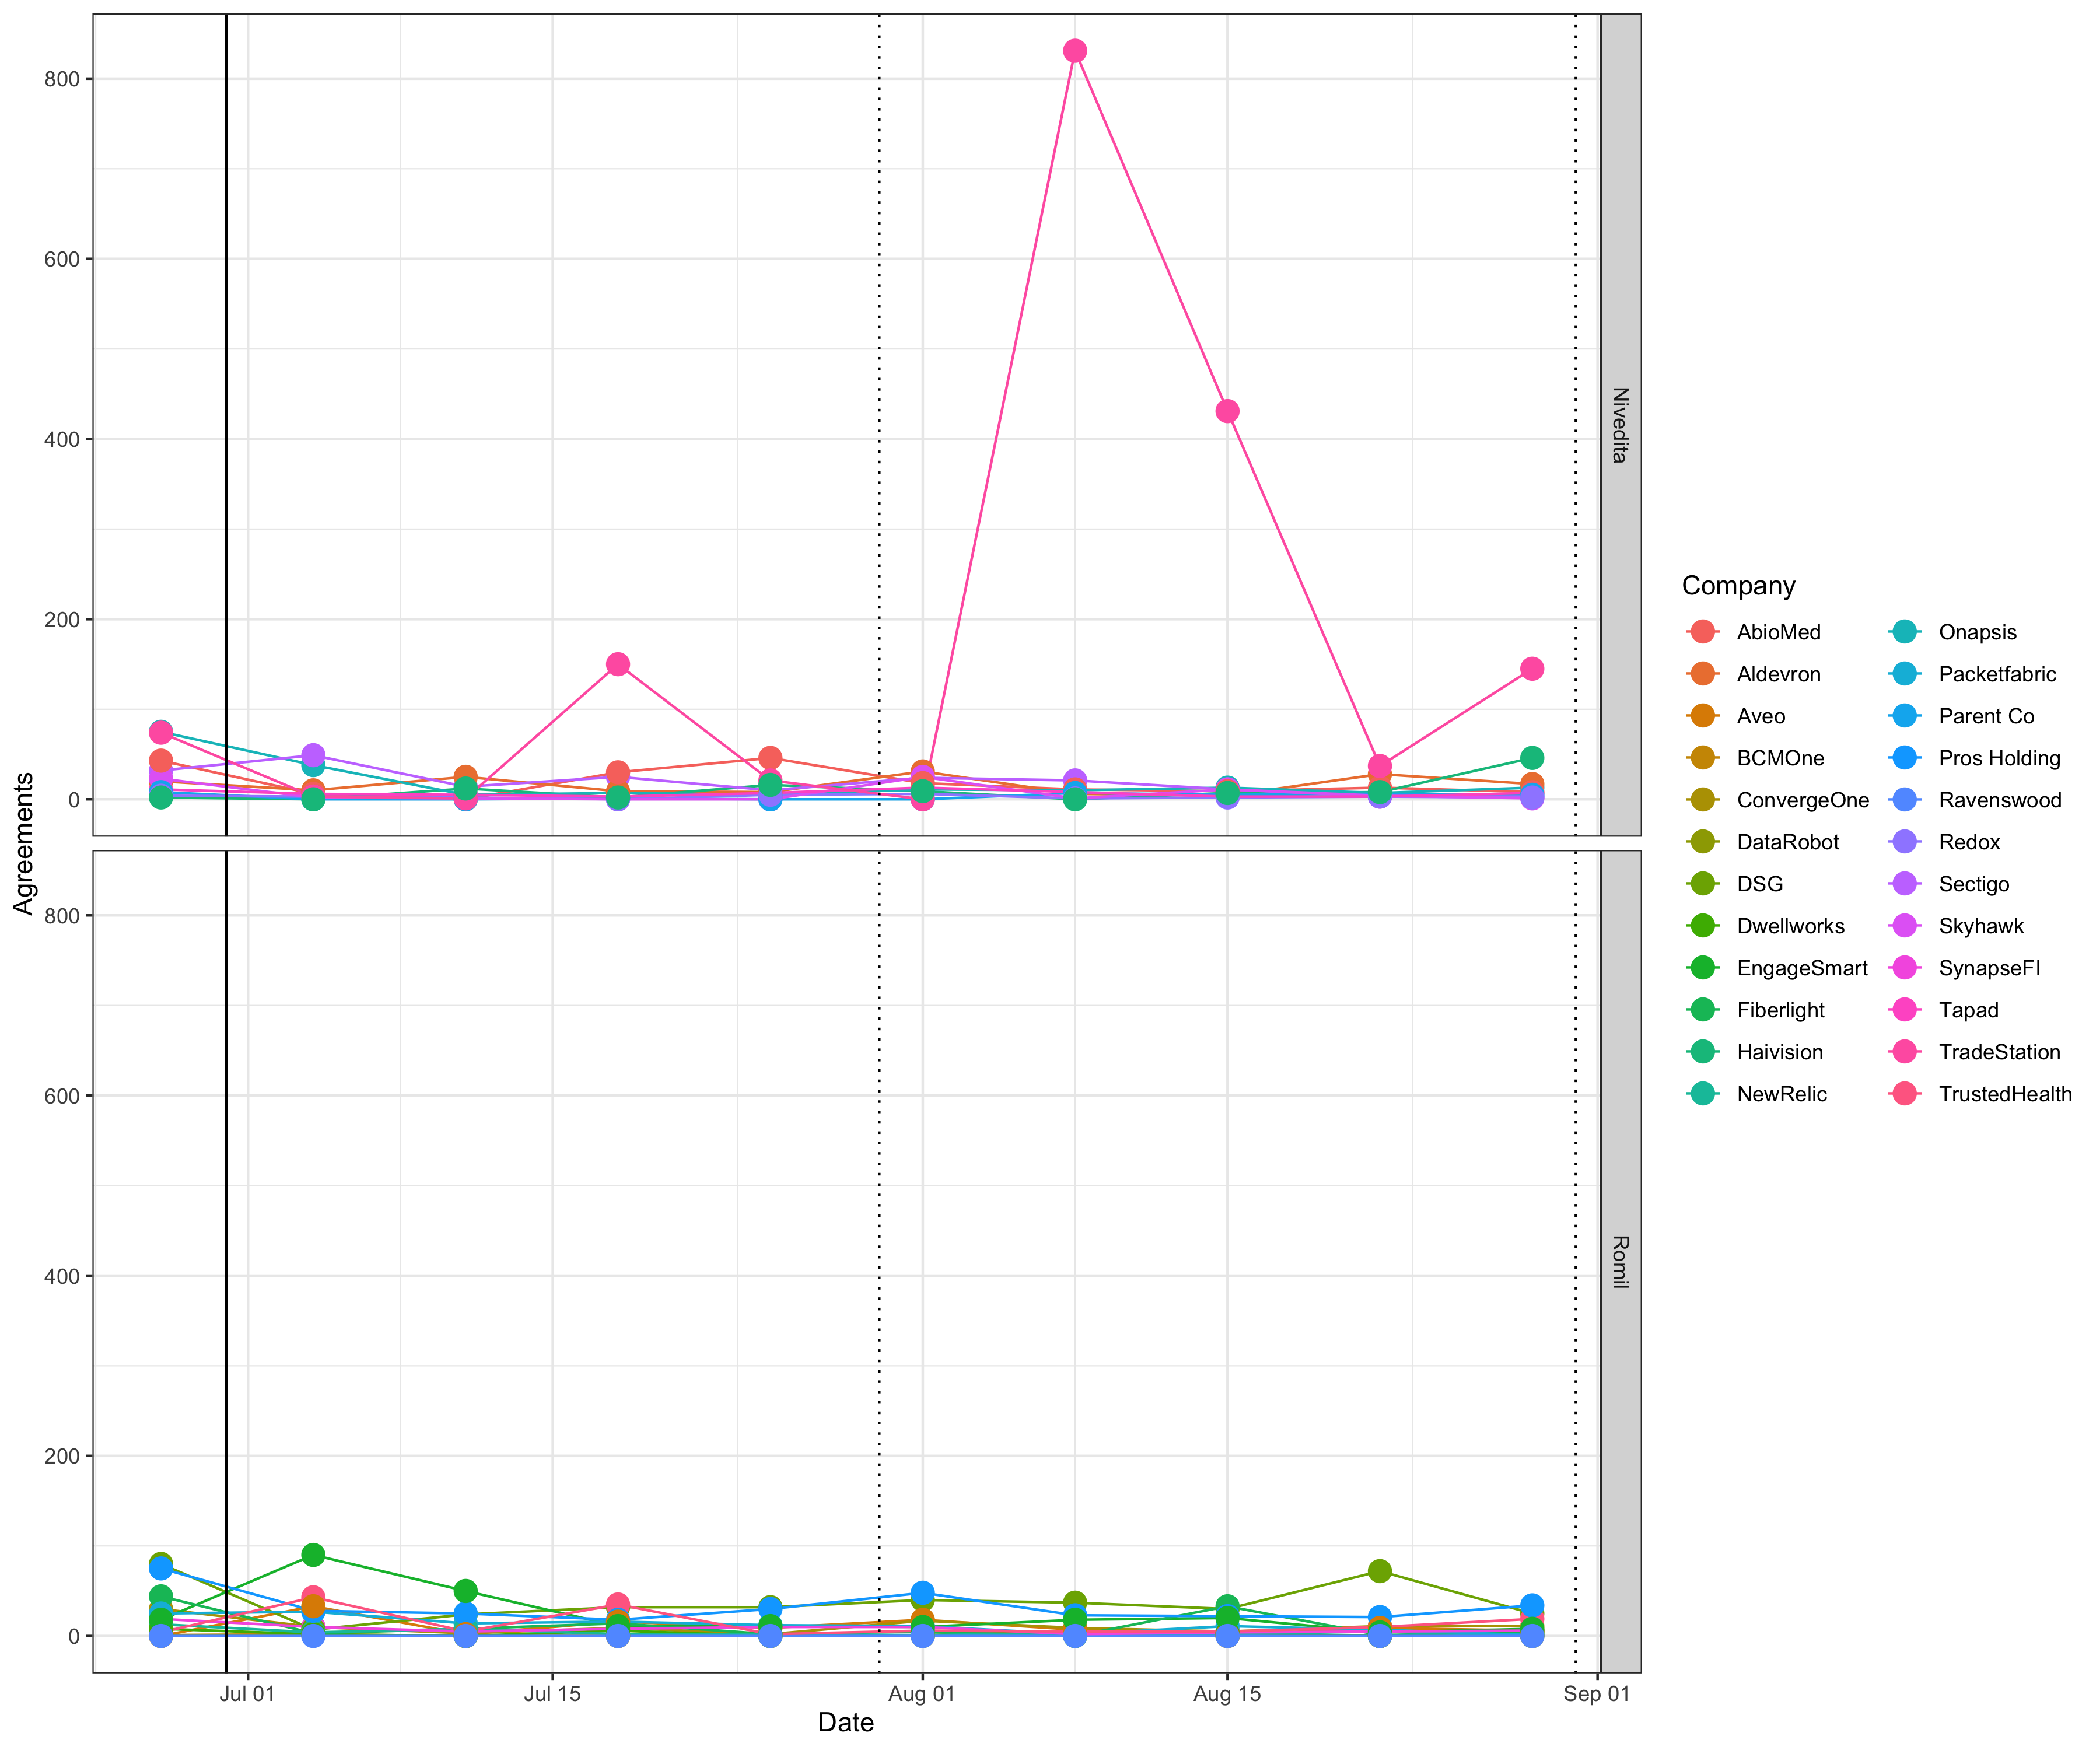 Agreements
800
600
400
200
0
Nivedita
800
600
400
200
0
Romil
Jul 01
Jul 15
Aug 01
Aug 15
Sep 01
Date
Company
AbioMed
Aldevron
Aveo
BCMOne
ConvergeOne
DataRobot
DSG
Dwellworks
EngageSmart
Fiberlight
Haivision
NewRelic
Onapsis
Packetfabric
Parent Co
Pros Holding
Ravenswood
Redox
Sectigo
Skyhawk
SynapseFI
Tapad
TradeStation
TrustedHealth